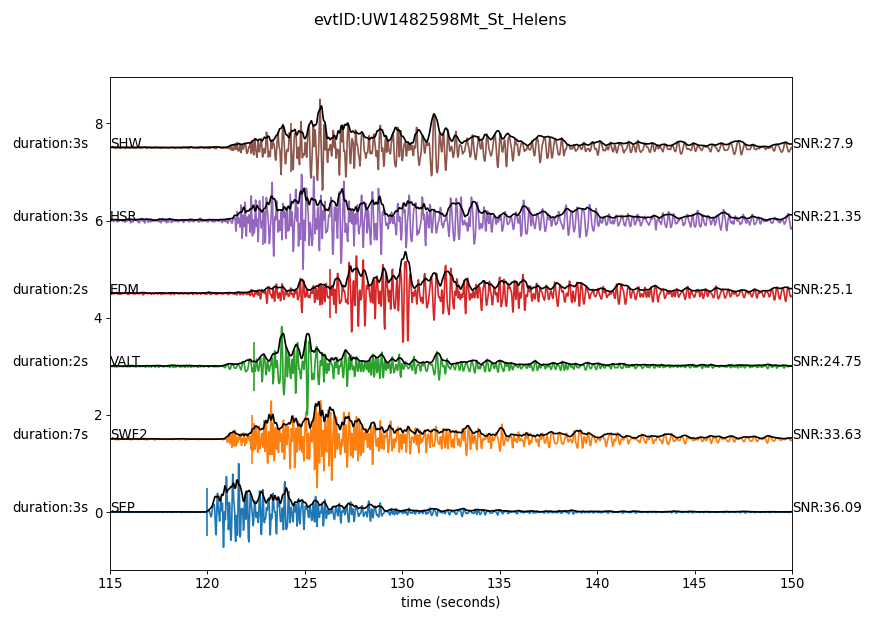 evtID:UW1482598Mt_St_Helens
8
duration:3s SHW SNR:27.9
duration:3s HSR SNR:21.35
6
duration:2s EDM SNR:25.1
4
duration:2s VALT SNR:24.75
2
duration:7s SWF2 SNR:33.63
duration:3s SEP SNR:36.09
0
115 120 125 130 135 140 145 150
time (seconds)